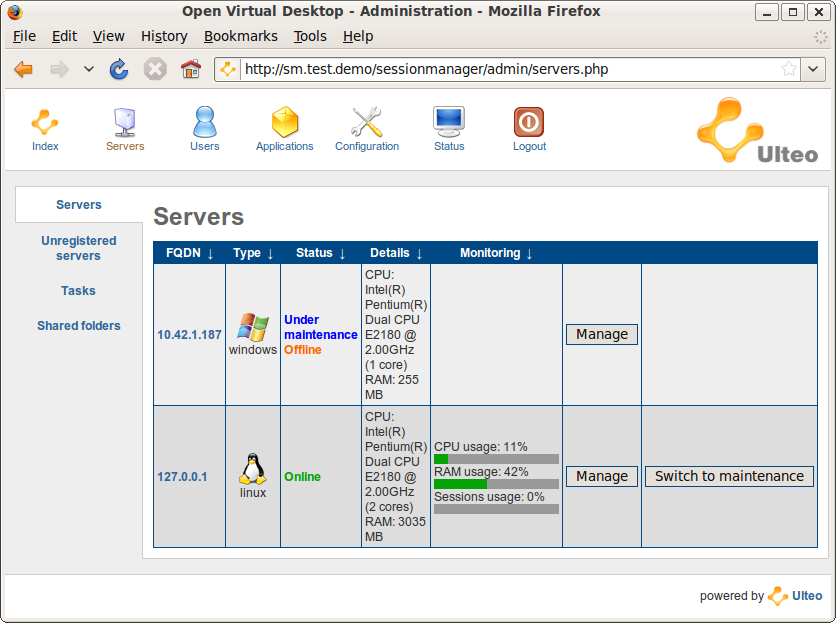 Open Virtual Desktop - Administration - Mozilla Firefox
File Edit View History Bookmarks Tools Help
http://sm.test.demo/sessionmanager/admin/servers.php
Index Servers Users Applications Configuration Status Logout
Ulteo
Servers
Unregistered
servers
Tasks
Shared folders
Servers
FQDN ↓ Type ↓ Status ↓ Details ↓ Monitoring ↓
10.42.1.187
windows
Under
maintenance
Offline
CPU:
Intel(R)
Pentium(R)
Dual CPU
E2180 @
2.00GHz
(1 core)
RAM: 255
MB
Manage
127.0.0.1
linux
Online
CPU:
Intel(R)
Pentium(R)
Dual CPU
E2180 @
2.00GHz
(2 cores)
RAM: 3035
MB
CPU usage: 11%
RAM usage: 42%
Sessions usage: 0%
Manage
Switch to maintenance
powered by Ulteo